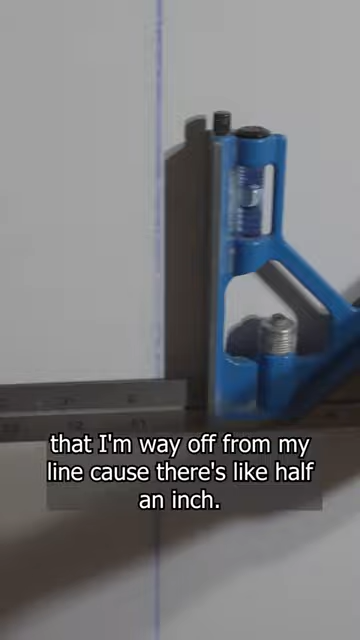 that I'm way off from my
line cause there's like half
an inch.